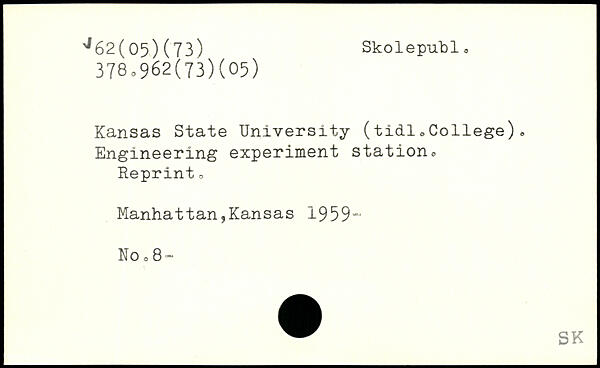 ✓62(05)(73) Skolepubl.
378.962(73)(05)
Kansas State University (tidl.College).
Engineering experiment station.
Reprint.
Manhattan,Kansas 1959-
No.8-
SK